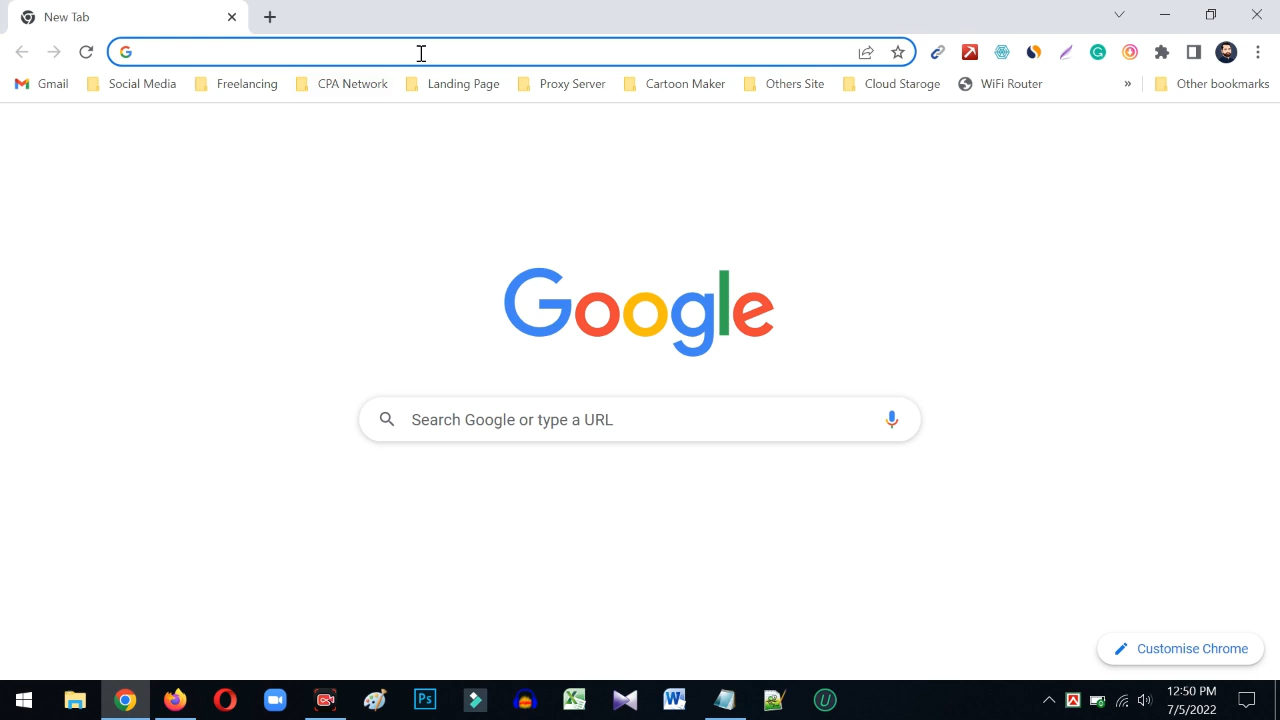 New Tab
Gmail Social Media Freelancing CPA Network Landing Page Proxy Server Cartoon Maker Others Site Cloud Staroge WiFi Router » Other bookmarks
Google
Search Google or type a URL
Customise Chrome
12:50 PM
7/5/2022